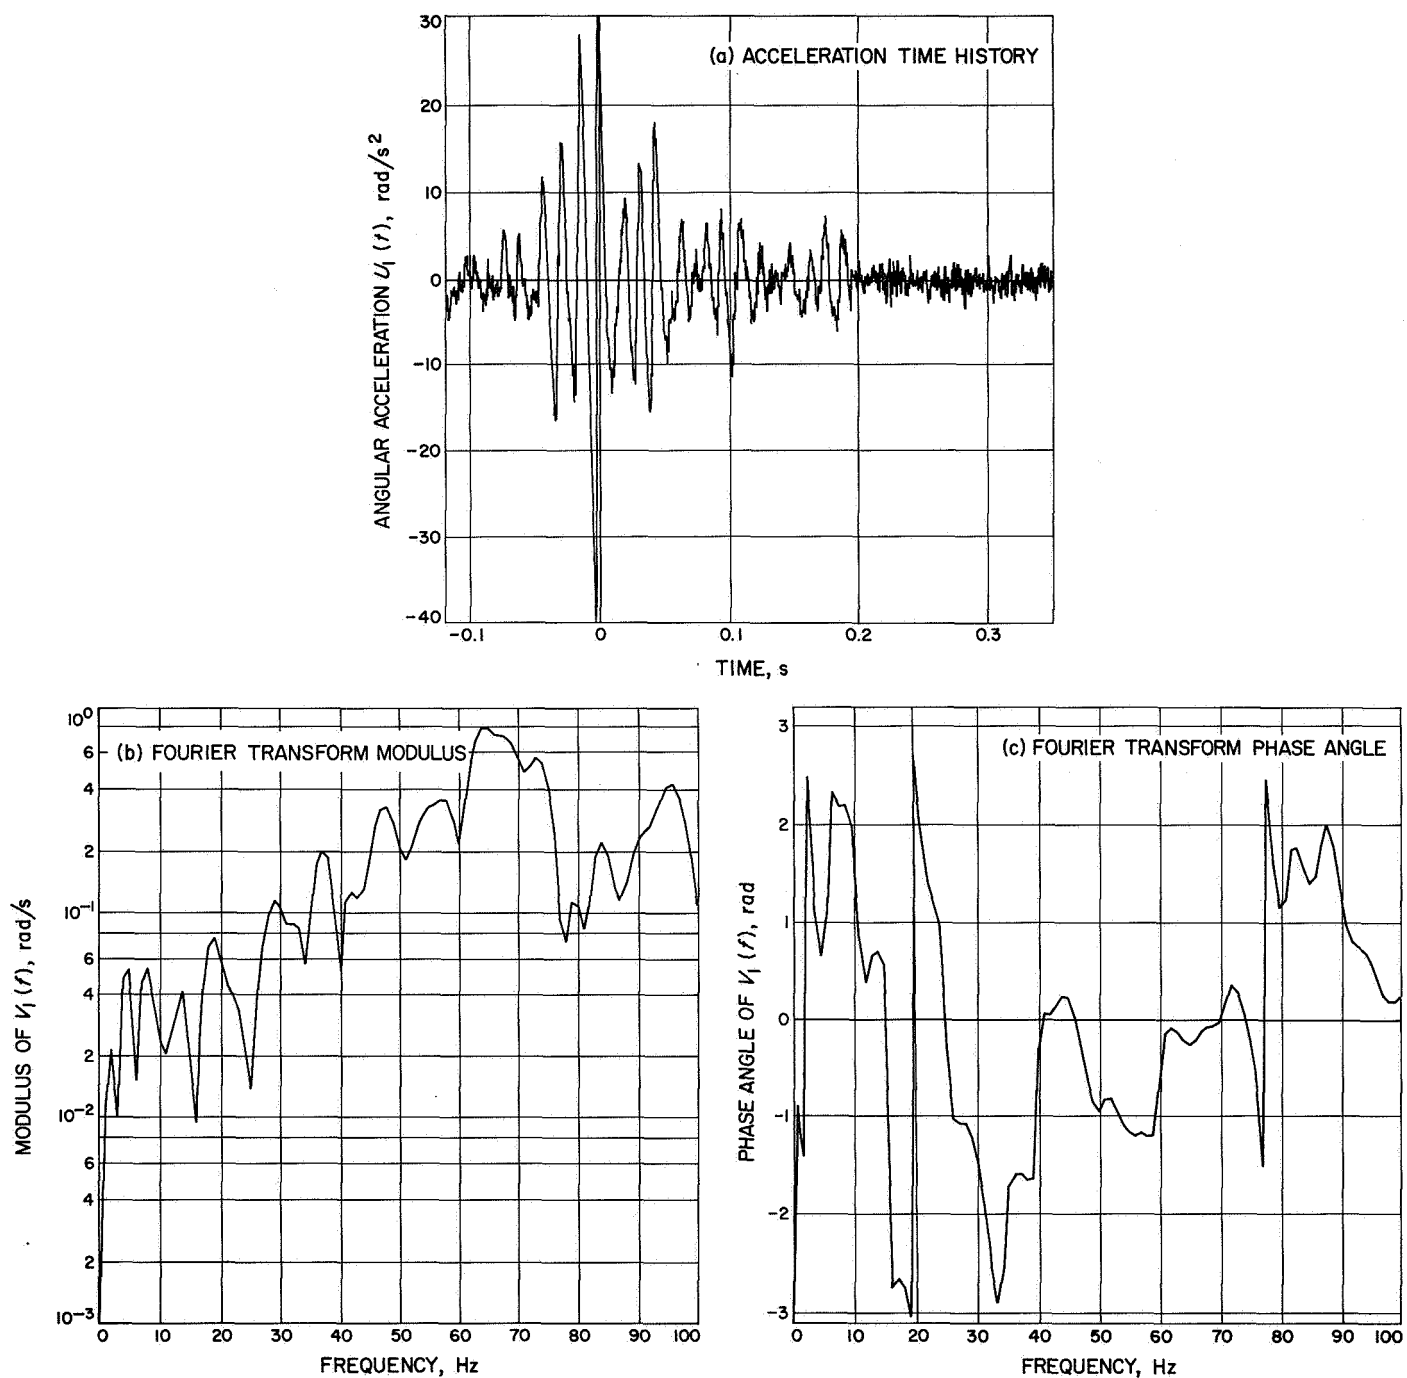 (a) ACCELERATION TIME HISTORY
ANGULAR ACCELERATION U₁ (t), rad/s²
30
20
10
0
-10
-20
-30
-40
-0.1 0 0.1 0.2 0.3
TIME, s
(b) FOURIER TRANSFORM MODULUS
MODULUS OF V₁ (f), rad/s
10⁰
6
4
2
10⁻¹
6
4
2
10⁻²
6
4
2
10⁻³
0 10 20 30 40 50 60 70 80 90 100
FREQUENCY, Hz
(c) FOURIER TRANSFORM PHASE ANGLE
PHASE ANGLE OF V₁ (f), rad
3
2
1
0
-1
-2
-3
0 10 20 30 40 50 60 70 80 90 100
FREQUENCY, Hz